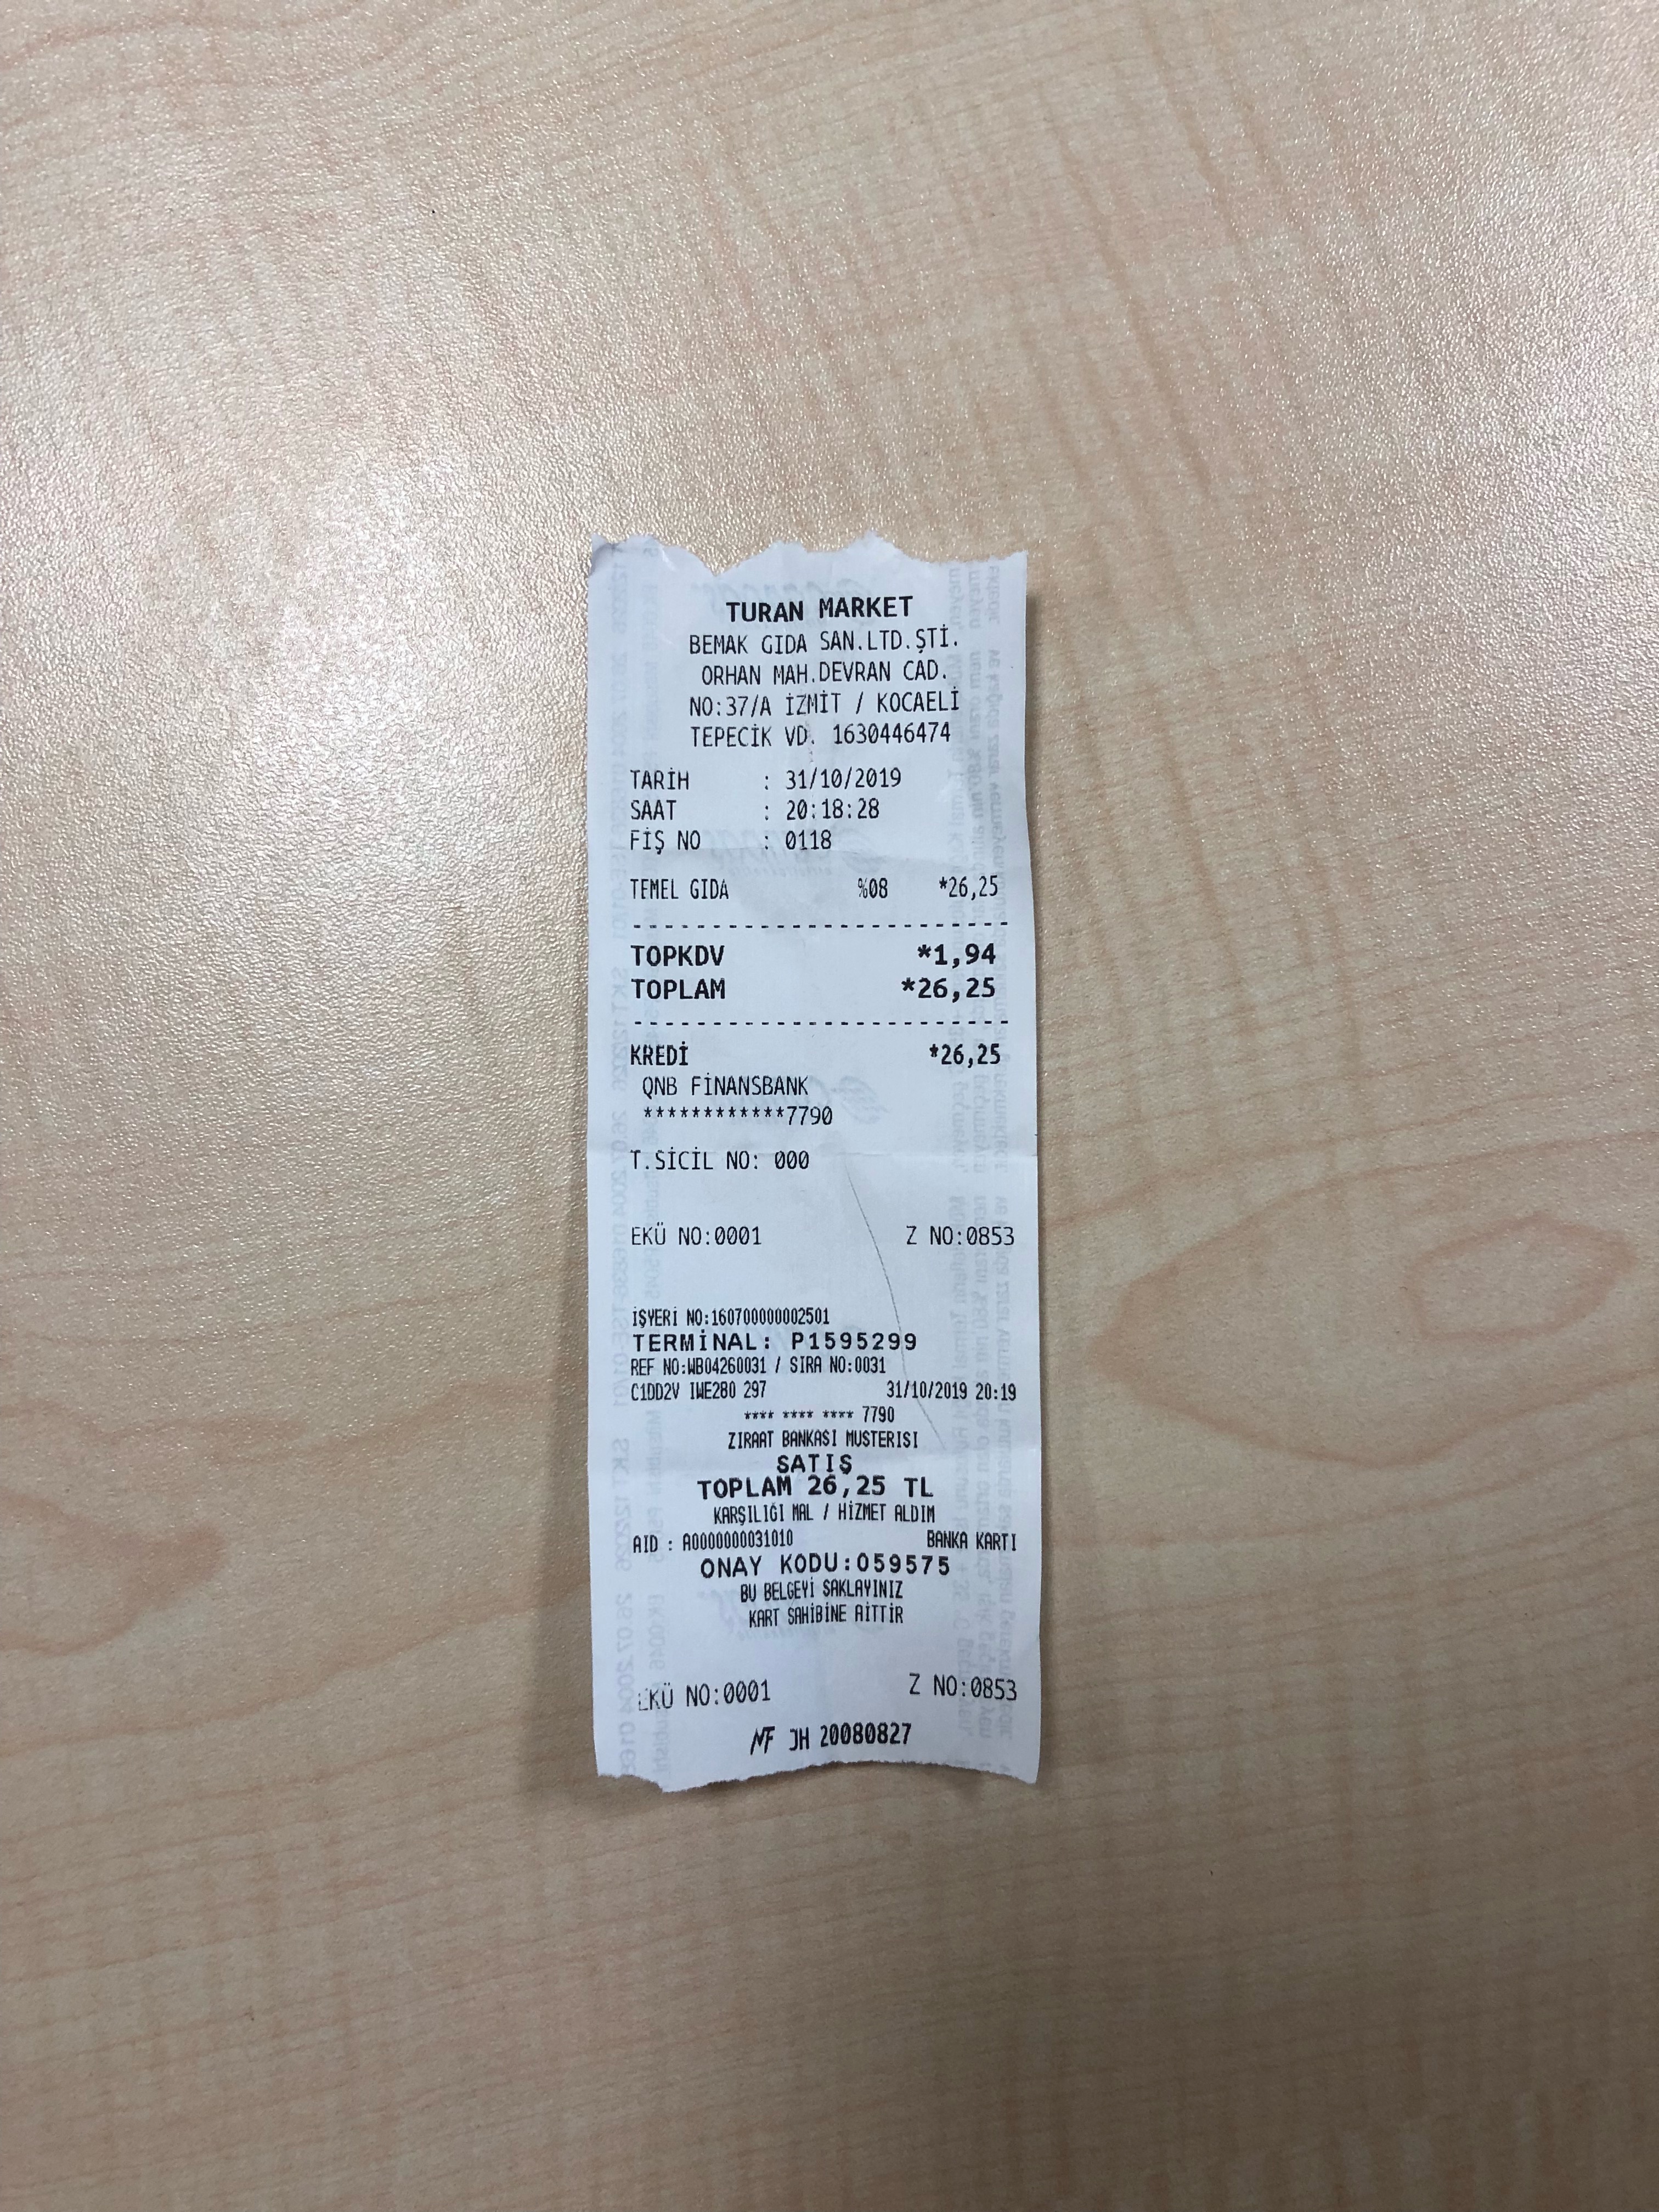 TURAN MARKET
BEMAK GIDA SAN.LTD.ŞTİ.
ORHAN MAH.DEVRAN CAD.
NO:37/A İZMİT / KOCAELİ
TEPECİK VD. 1630446474
TARİH : 31/10/2019
SAAT : 20:18:28
FİŞ NO : 0118
TEMEL GIDA %08 *26,25
TOPKDV *1,94
TOPLAM *26,25
KREDİ *26,25
QNB FİNANSBANK
************7790
T.SİCİL NO: 000
EKÜ NO:0001 Z NO:0853
İŞYERİ NO:160700000002501
TERMİNAL: P1595299
REF NO:WB04260031 / SIRA NO:0031
C1DD2V IWE280 297 31/10/2019 20:19
**** **** **** 7790
ZIRAAT BANKASI MUSTERISI
SATIŞ
TOPLAM 26,25 TL
KARŞILIĞI MAL / HİZMET ALDIM
AID : A0000000031010 BANKA KARTI
ONAY KODU:059575
BU BELGEYİ SAKLAYINIZ
KART SAHİBİNE AİTTİR
EKÜ NO:0001 Z NO:0853
MF JH 20080827